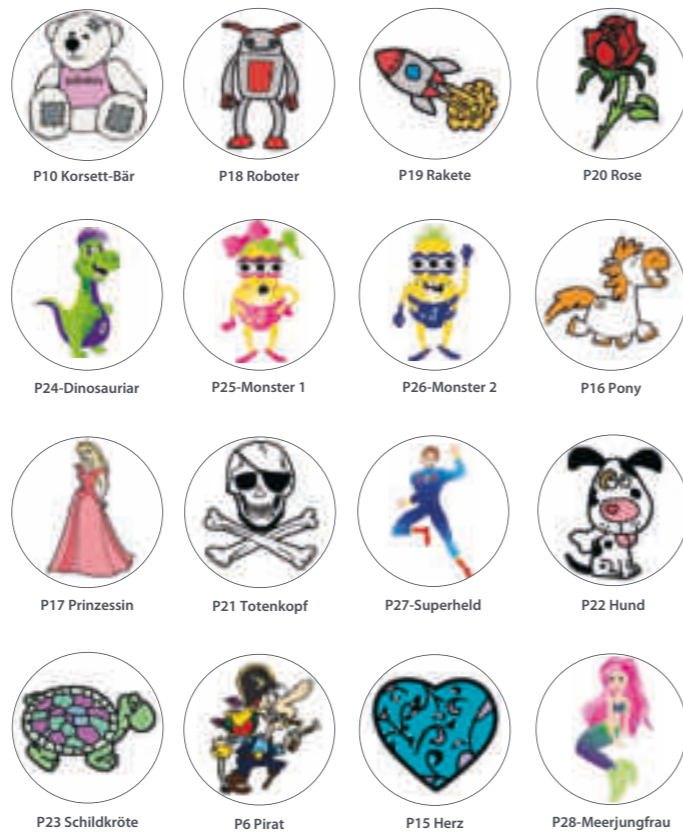 P10 Korsett-Bär
P18 Roboter
P19 Rakete
P20 Rose
P24-Dinosauriar
P25-Monster 1
P26-Monster 2
P16 Pony
P17 Prinzessin
P21 Totenkopf
P27-Superheld
P22 Hund
P23 Schildkröte
P6 Pirat
P15 Herz
P28-Meerjungfrau